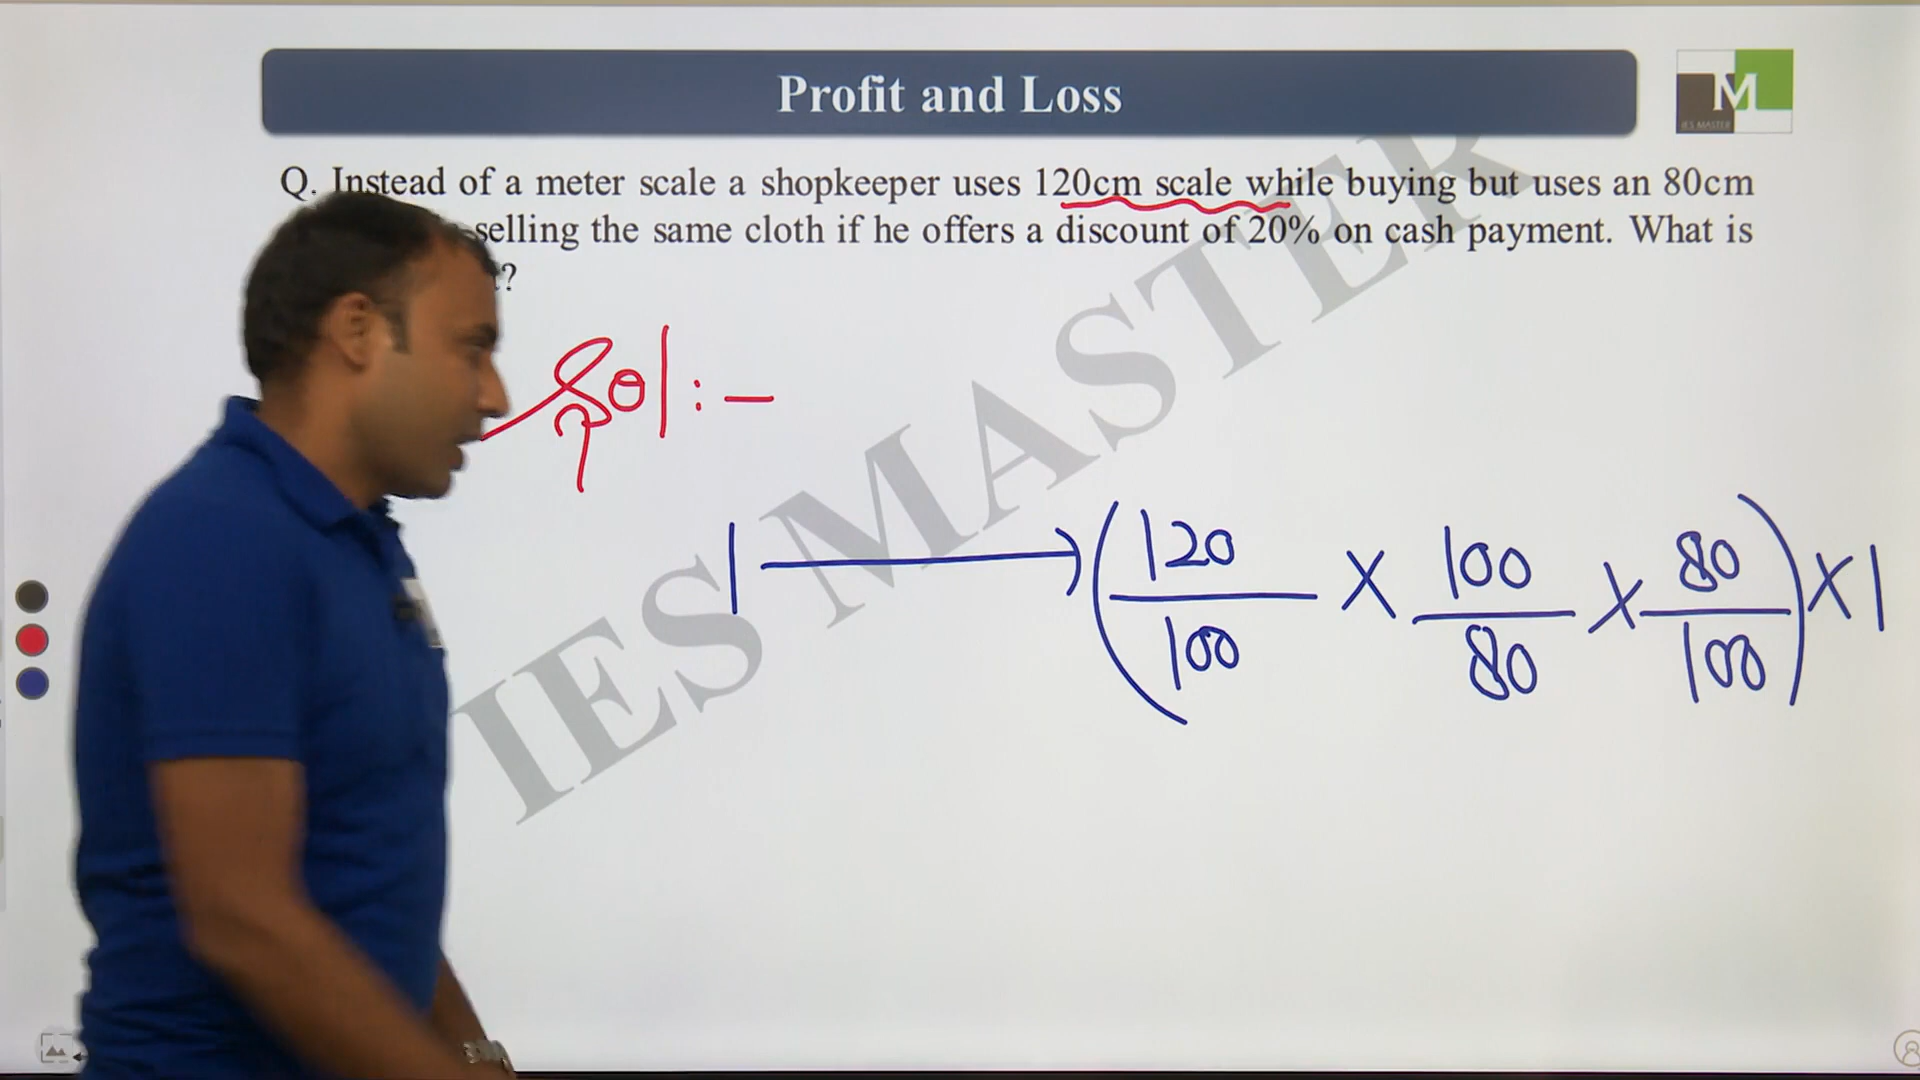 Profit and Loss
M
IES MASTER
Q. Instead of a meter scale a shopkeeper uses 120cm scale while buying but uses an 80cm
selling the same cloth if he offers a discount of 20% on cash payment. What is
?
Sol :-
1 → (120/100 × 100/80 × 80/100) × 1
IES MASTER